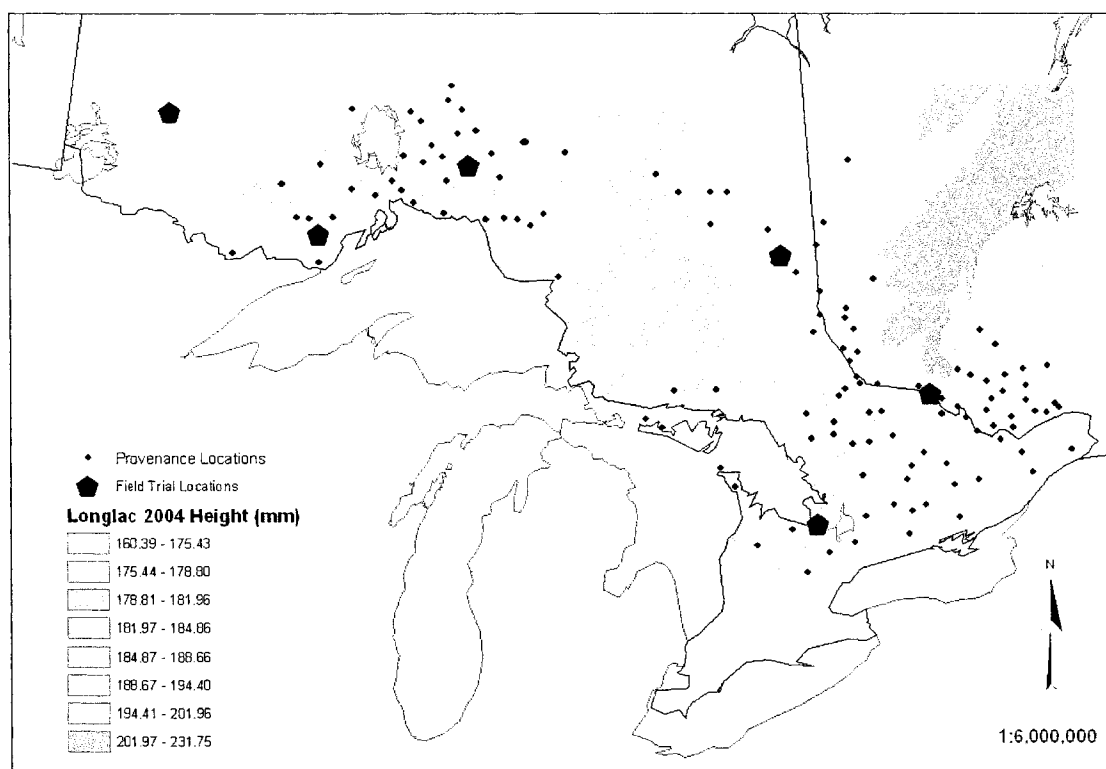 Provenance Locations
Field Trial Locations
Longlac 2004 Height (mm)
160.39 - 175.43
175.44 - 178.80
178.81 - 181.96
181.97 - 184.86
184.87 - 188.66
188.67 - 194.40
194.41 - 201.96
201.97 - 231.75
N
1:6,000,000